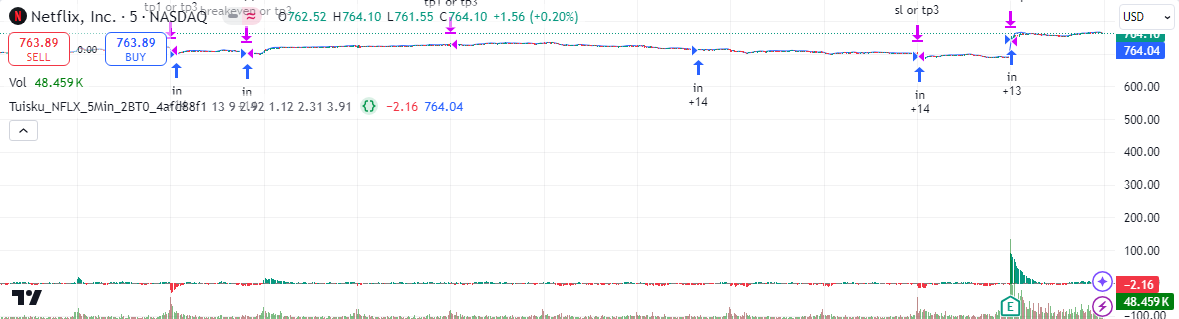 tp1 or tp3
breakeven or tp3
tp1 or tp3
Netflix, Inc. · 5 · NASDAQ O762.52 H764.10 L761.55 C764.10 +1.56 (+0.20%)
USD
sl or tp3
763.89
SELL
0.00
763.89
BUY
764.10
764.04
Vol 48.459K
600.00
in
in
in
+14
in
+14
in
+13
Tuisku_NFLX_5Min_2BT0_4afd88f1 13 9 2.92 1.12 2.31 3.91 {} −2.16 764.04
500.00
400.00
300.00
200.00
100.00
−2.16
48.459K
−100.00
E